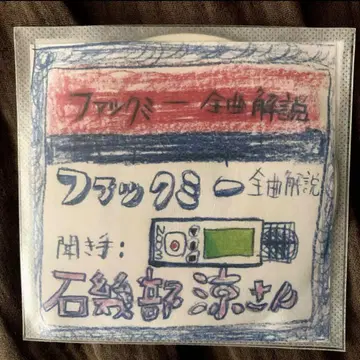 ファックミー 全曲解説
ファックミー 全曲解説
聞き手:
ZOOM
石幾部 涼さん